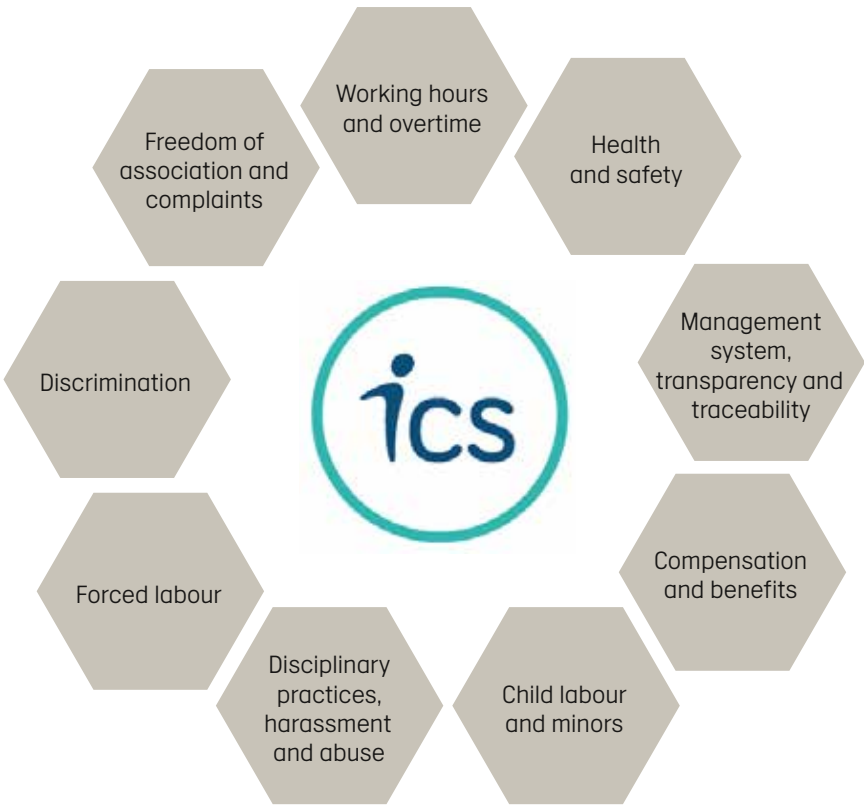 Working hours
and overtime
Health
and safety
Management
system,
transparency and
traceability
Compensation
and benefits
Child labour
and minors
Disciplinary
practices,
harassment
and abuse
Forced labour
Discrimination
Freedom of
association and
complaints
ics